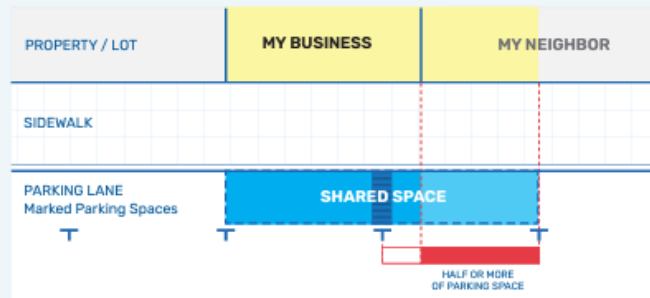 PROPERTY / LOT
MY BUSINESS
MY NEIGHBOR
SIDEWALK
PARKING LANE
Marked Parking Spaces
SHARED SPACE
HALF OR MORE
OF PARKING SPACE